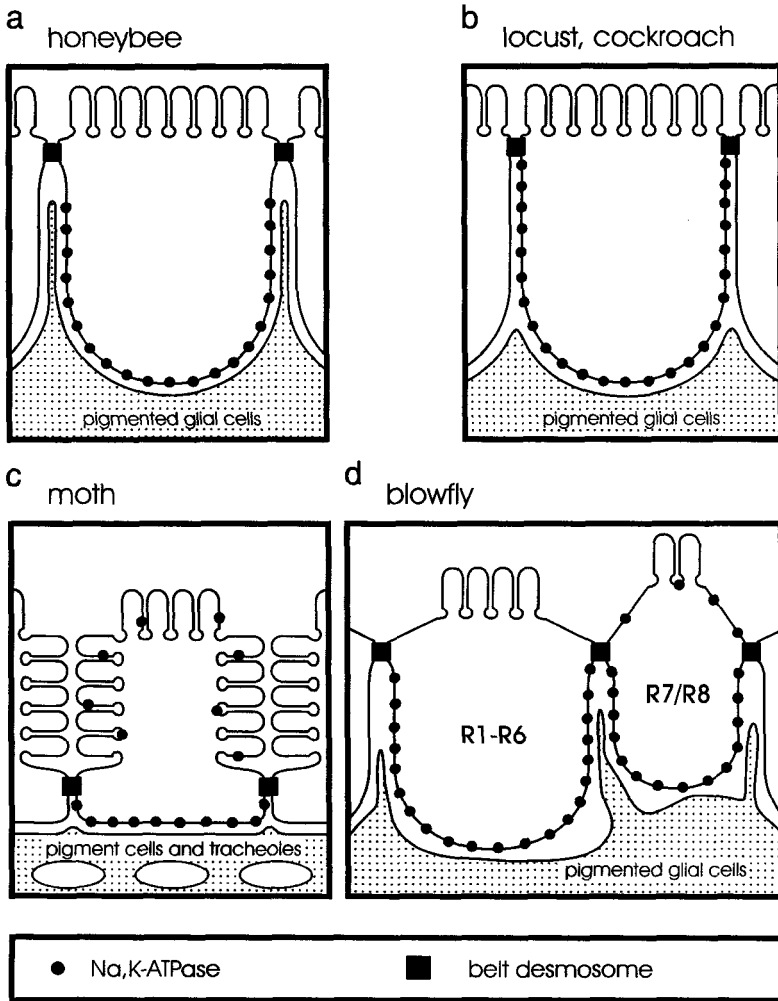 a honeybee
b locust, cockroach
pigmented glial cells
pigmented glial cells
c moth
d blowfly
R1-R6
R7/R8
pigment cells and tracheoles
pigmented glial cells
Na,K-ATPase
belt desmosome